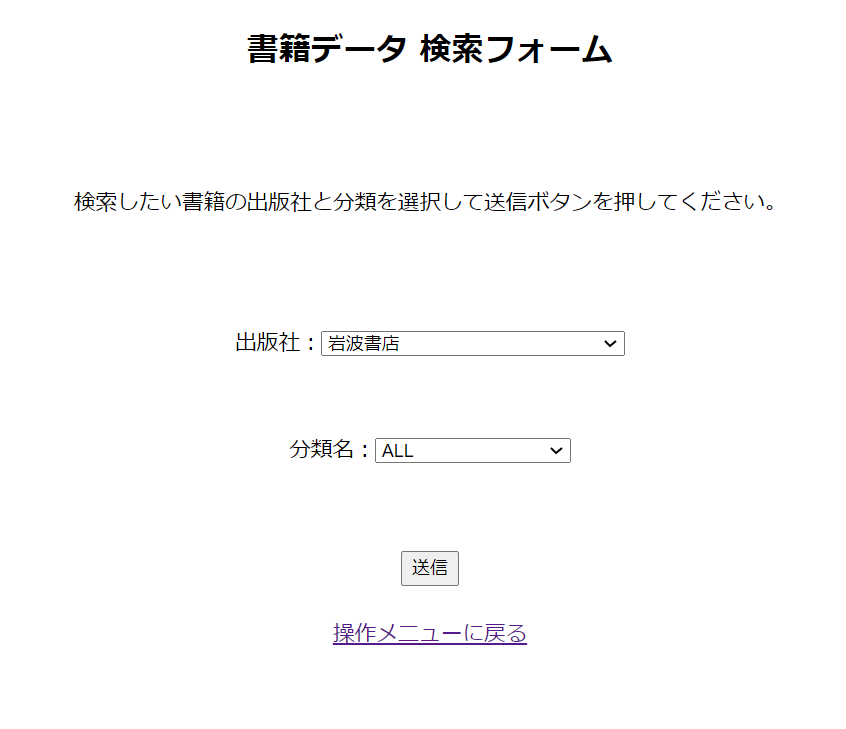 書籍データ 検索フォーム
検索したい書籍の出版社と分類を選択して送信ボタンを押してください。
出版社：岩波書店
分類名：ALL
送信
操作メニューに戻る